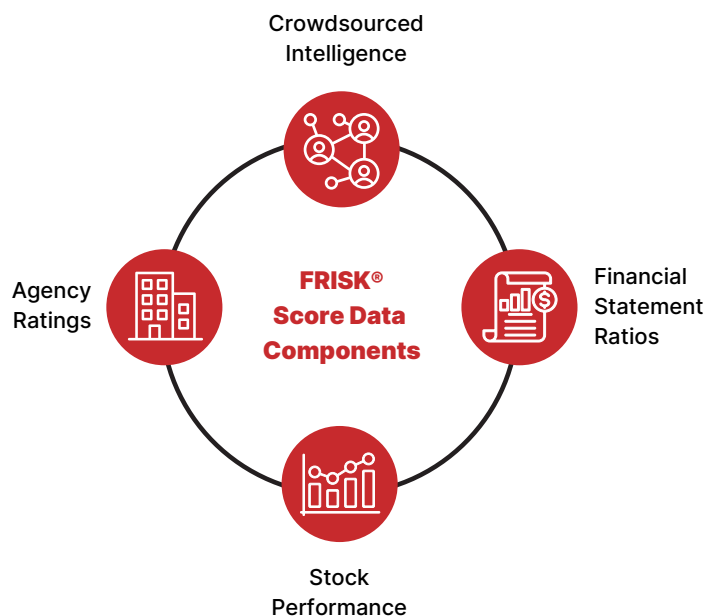 Crowdsourced
Intelligence
Agency
Ratings
FRISK®
Score Data
Components
Financial
Statement
Ratios
$
Stock
Performance